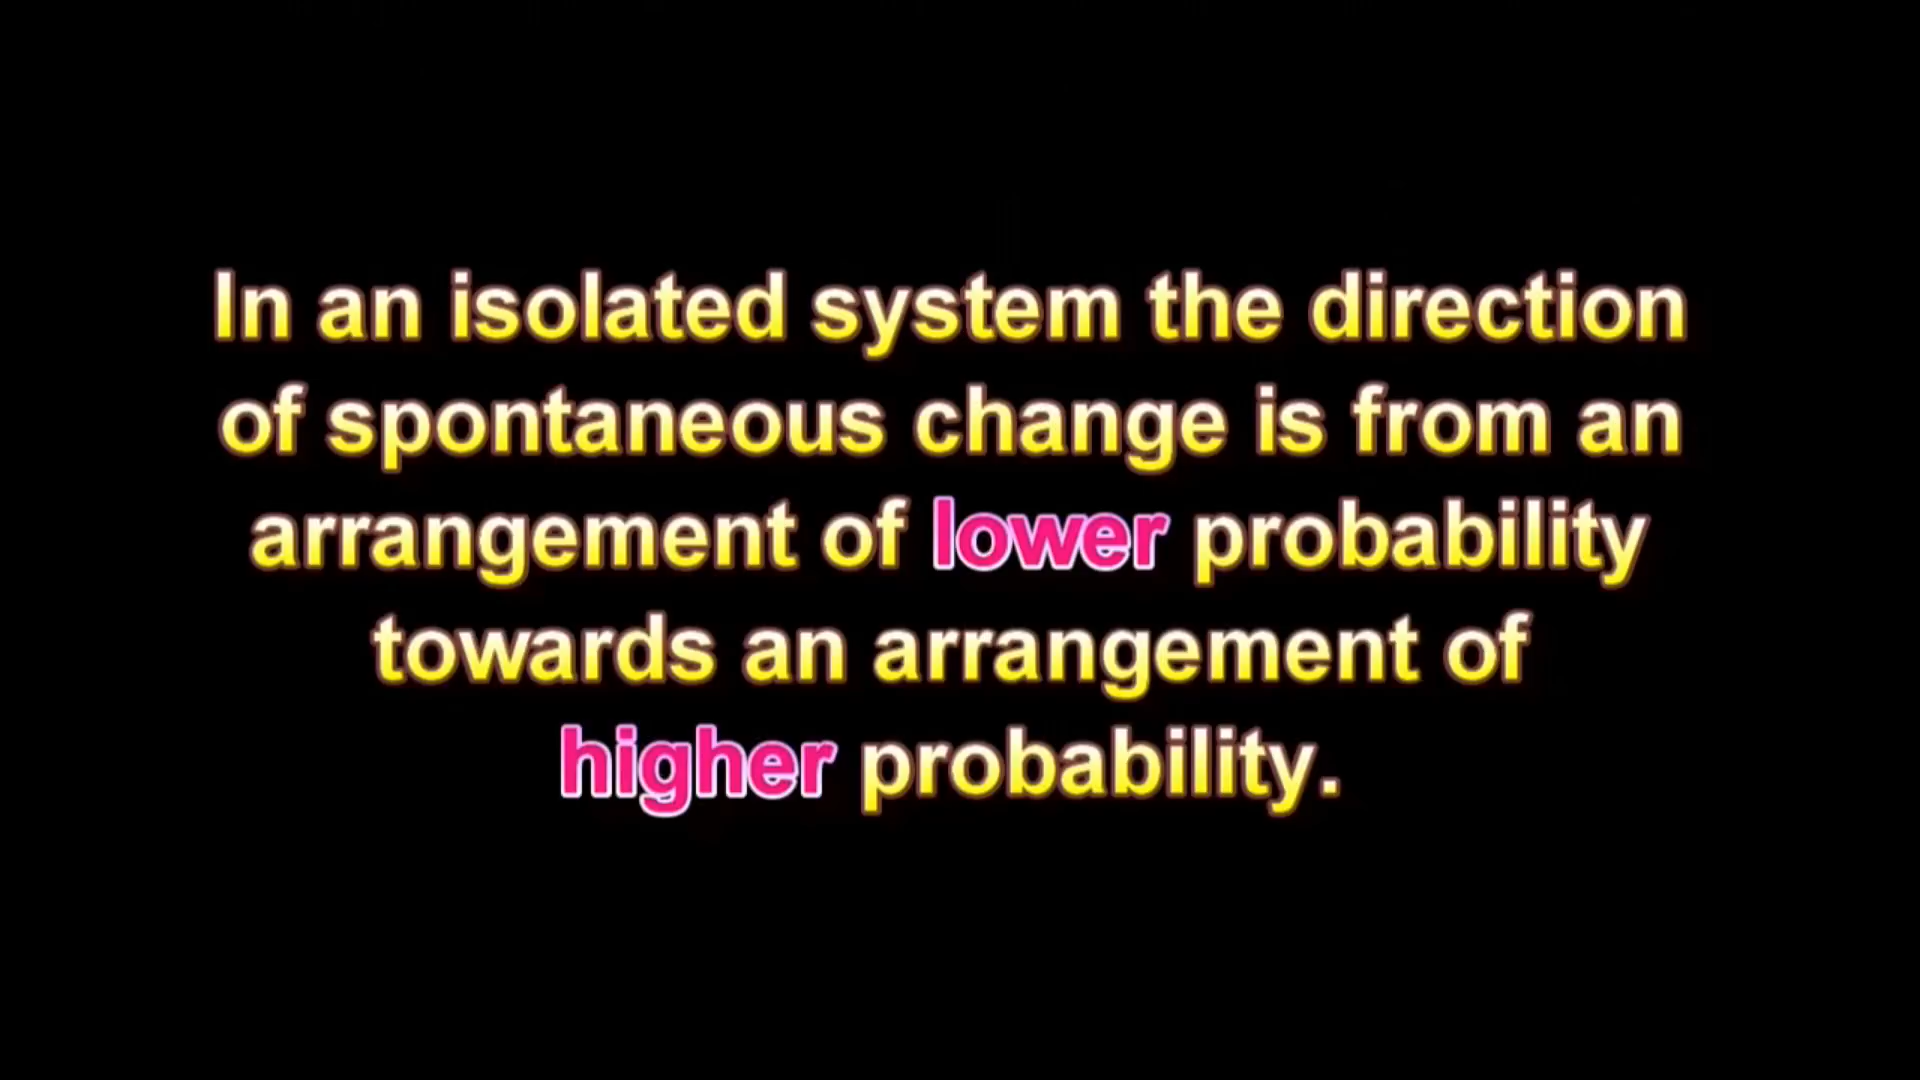 In an isolated system the direction
of spontaneous change is from an
arrangement of lower probability
towards an arrangement of
higher probability.